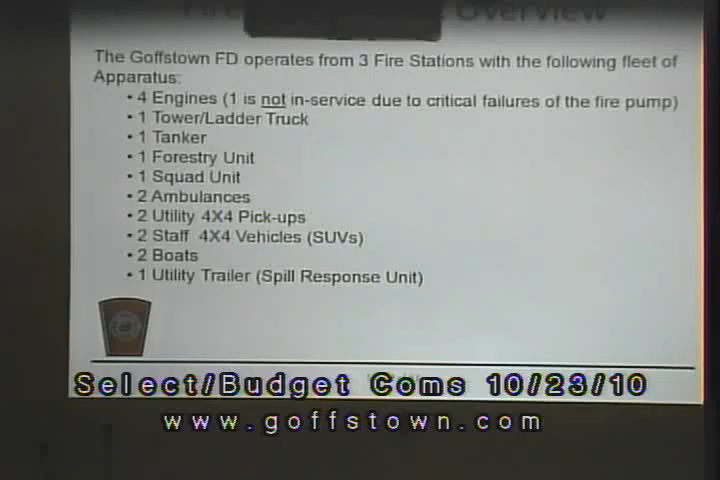 Overview
The Goffstown FD operates from 3 Fire Stations with the following fleet of
Apparatus:
• 4 Engines (1 is not in-service due to critical failures of the fire pump)
• 1 Tower/Ladder Truck
• 1 Tanker
• 1 Forestry Unit
• 1 Squad Unit
• 2 Ambulances
• 2 Utility 4X4 Pick-ups
• 2 Staff 4X4 Vehicles (SUVs)
• 2 Boats
• 1 Utility Trailer (Spill Response Unit)
Select/Budget Coms 10/23/10
www.goffstown.com